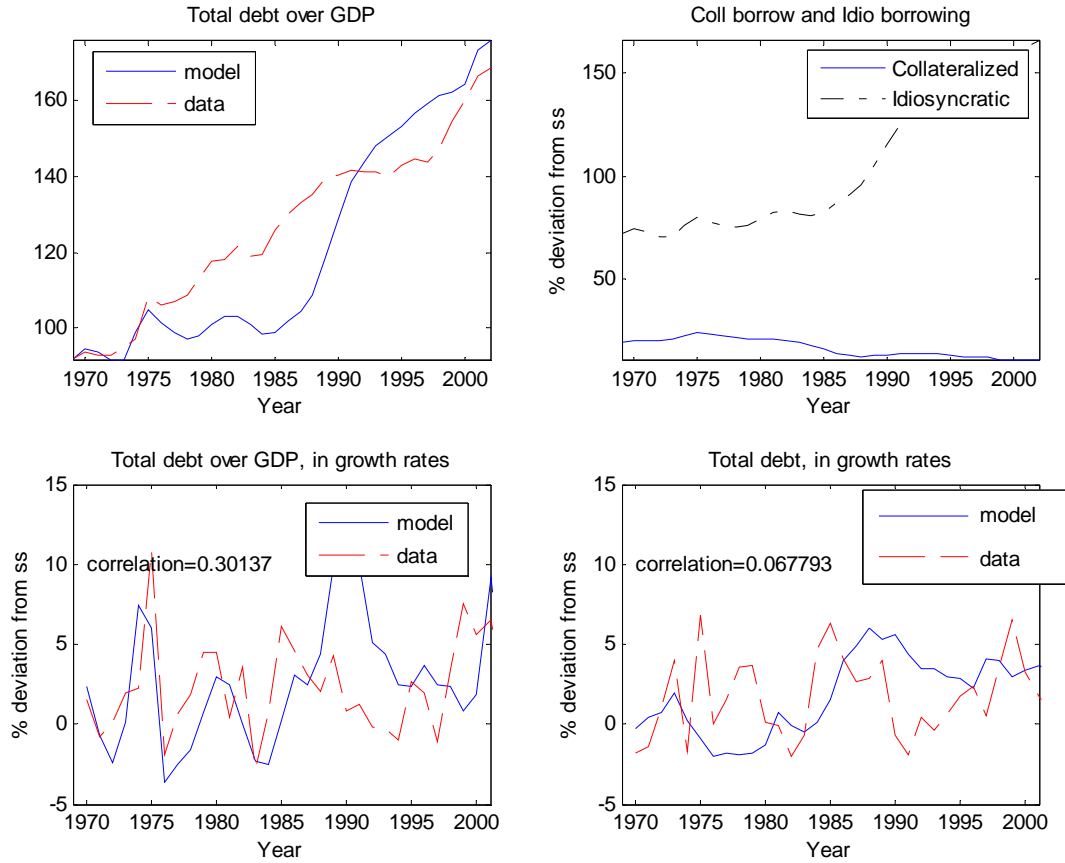 Total debt over GDP
model
data
160
140
120
100
1970 1975 1980 1985 1990 1995 2000
Year
Coll borrow and Idio borrowing
Collateralized
Idiosyncratic
% deviation from ss
150
100
50
1970 1975 1980 1985 1990 1995 2000
Year
Total debt over GDP, in growth rates
model
data
correlation=0.30137
% deviation from ss
15
10
5
0
-5
1970 1975 1980 1985 1990 1995 2000
Year
Total debt, in growth rates
model
data
correlation=0.067793
% deviation from ss
15
10
5
0
-5
1970 1975 1980 1985 1990 1995 2000
Year